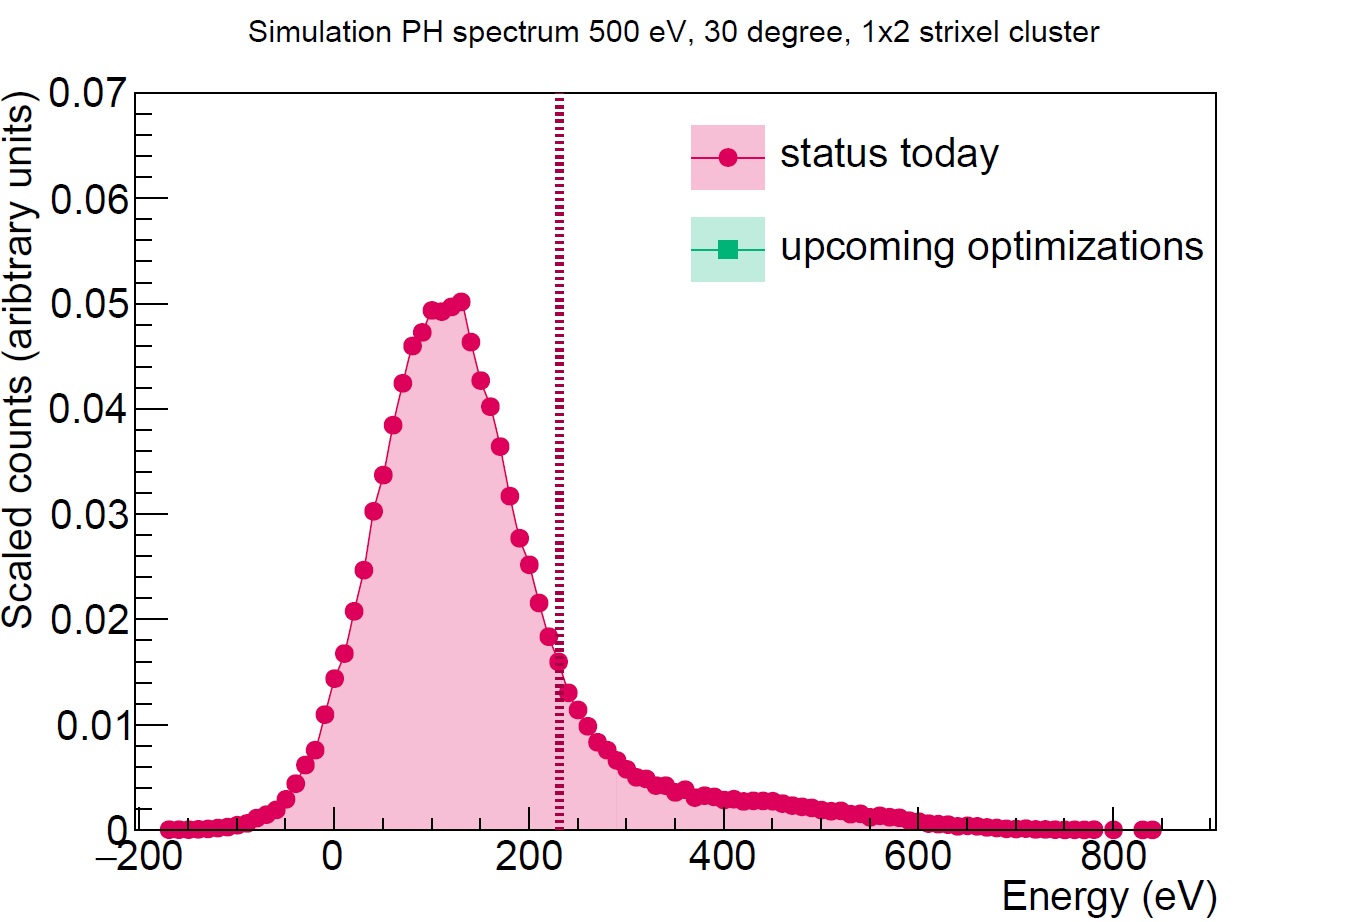 Simulation PH spectrum 500 eV, 30 degree, 1x2 strixel cluster
Scaled counts (aribtrary units)
0.07
0.06
0.05
0.04
0.03
0.02
0.01
0
status today
upcoming optimizations
−200 0 200 400 600 800
Energy (eV)